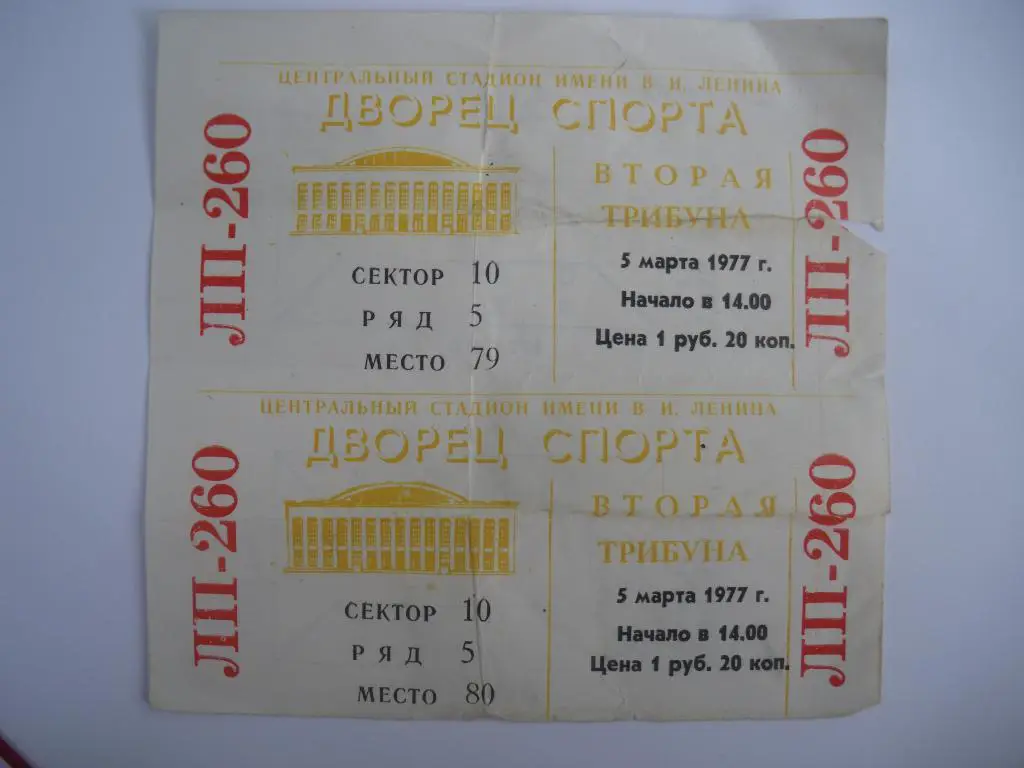 ЦЕНТРАЛЬНЫЙ СТАДИОН ИМЕНИ В. И. ЛЕНИНА
ДВОРЕЦ СПОРТА
ЛП-260
ВТОРАЯ
ТРИБУНА
СЕКТОР 10
РЯД 5
МЕСТО 79
5 марта 1977 г.
Начало в 14.00
Цена 1 руб. 20 коп.
ЛП-260
ЦЕНТРАЛЬНЫЙ СТАДИОН ИМЕНИ В. И. ЛЕНИНА
ДВОРЕЦ СПОРТА
ЛП-260
ВТОРАЯ
ТРИБУНА
СЕКТОР 10
РЯД 5
МЕСТО 80
5 марта 1977 г.
Начало в 14.00
Цена 1 руб. 20 коп.
ЛП-260